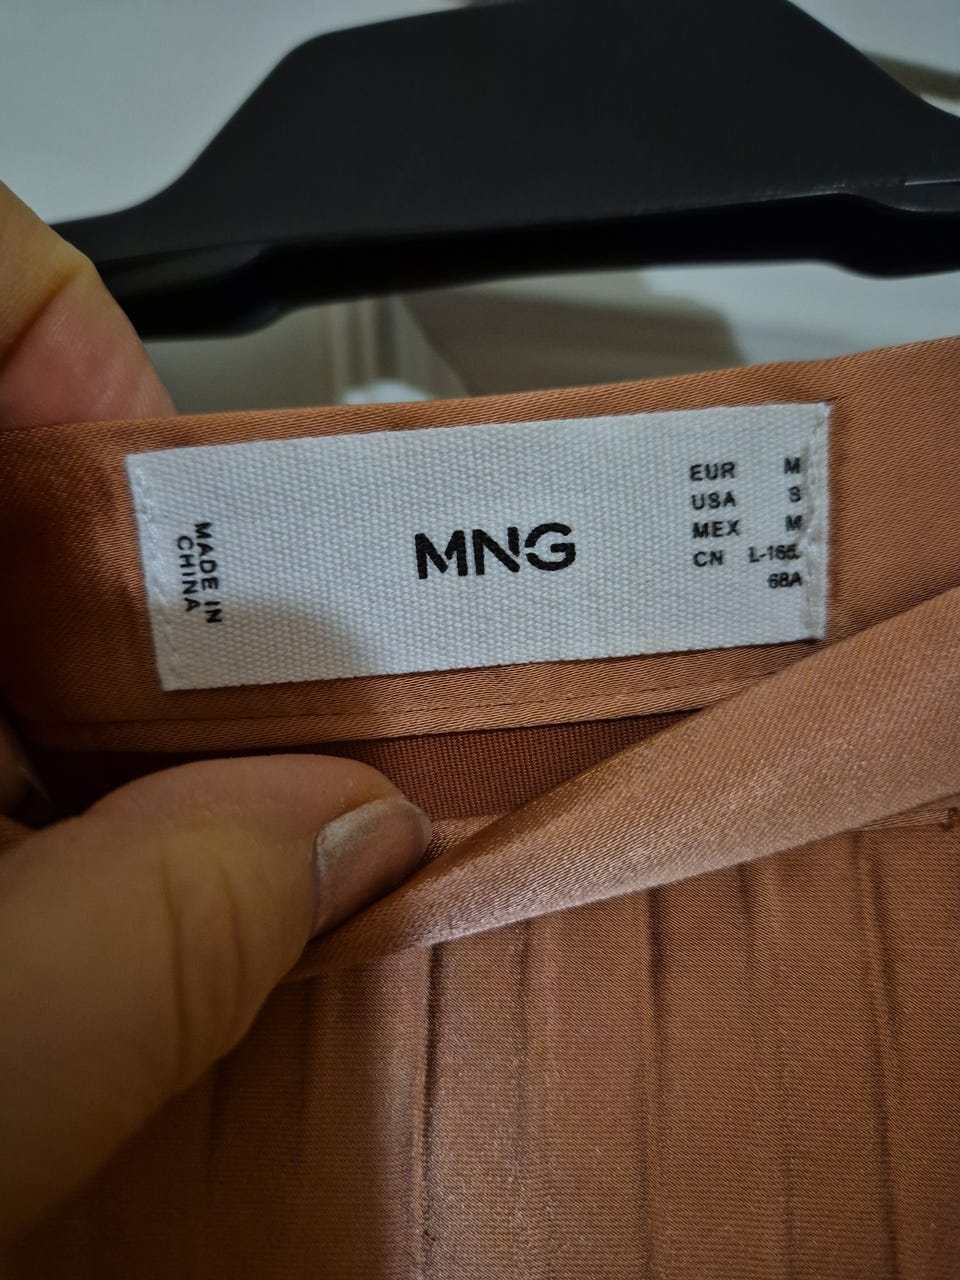 MADE IN
CHINA
MNG
EUR M
USA S
MEX M
CN L-165.
68A